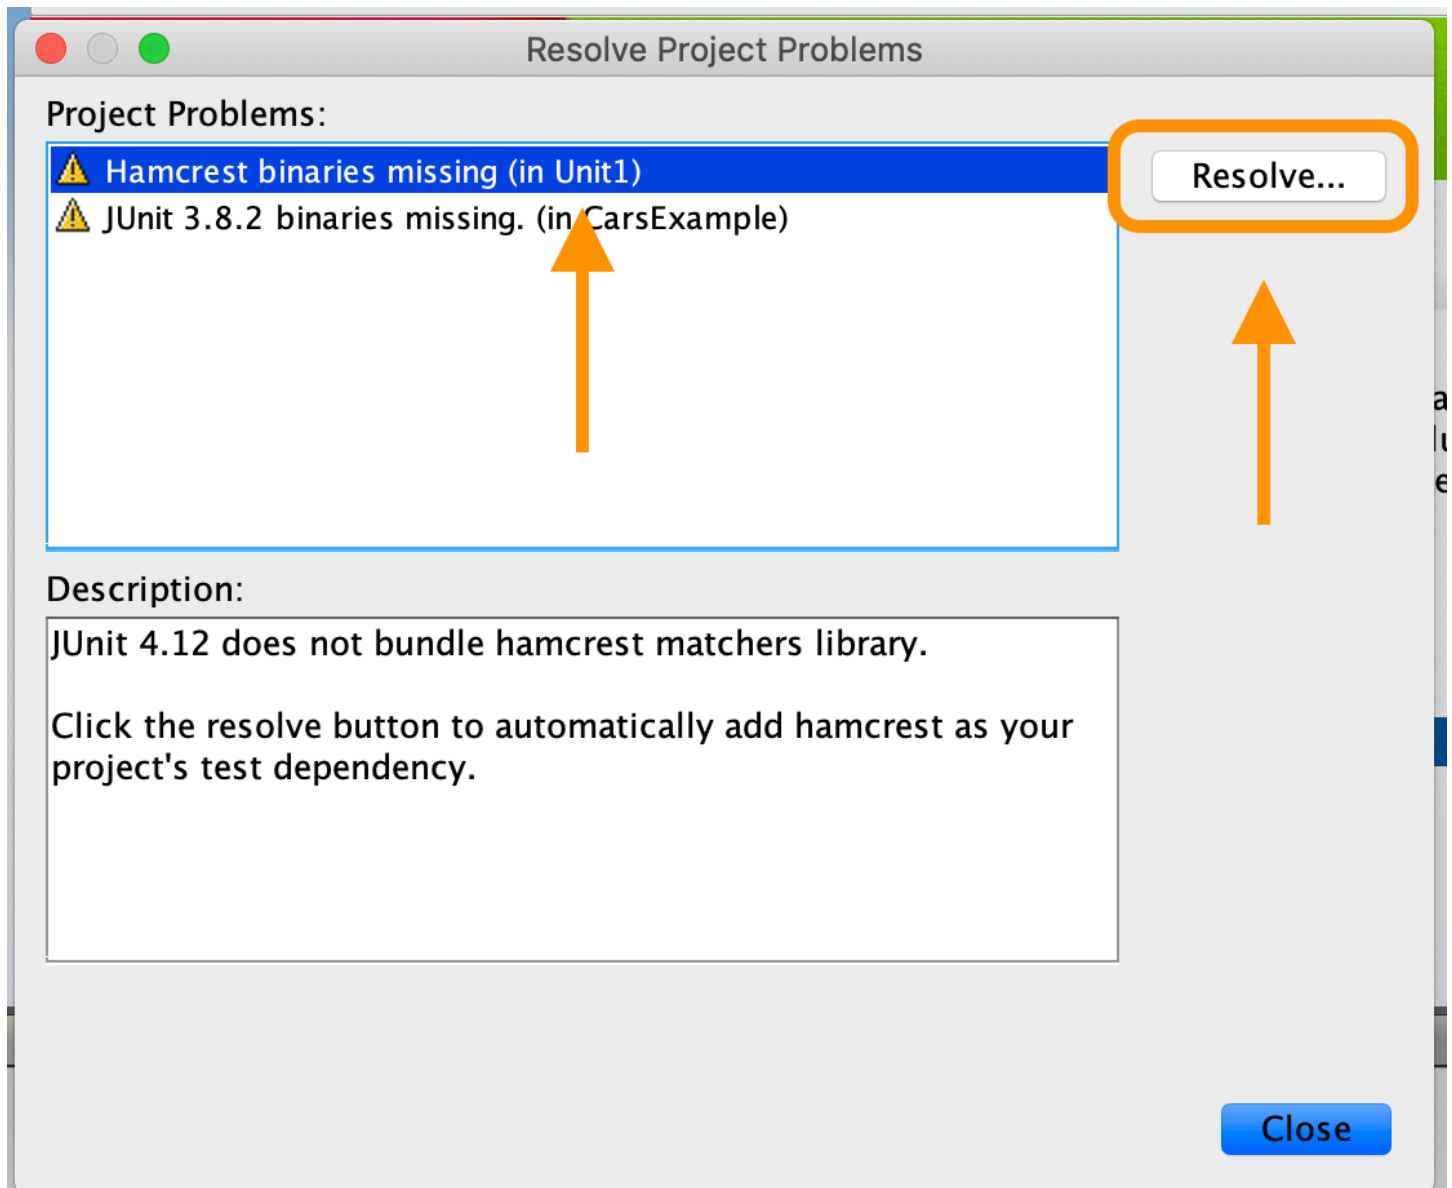 Resolve Project Problems
Project Problems:
Hamcrest binaries missing (in Unit1)
JUnit 3.8.2 binaries missing. (in CarsExample)
Resolve...
Description:
JUnit 4.12 does not bundle hamcrest matchers library.
Click the resolve button to automatically add hamcrest as your
project's test dependency.
Close